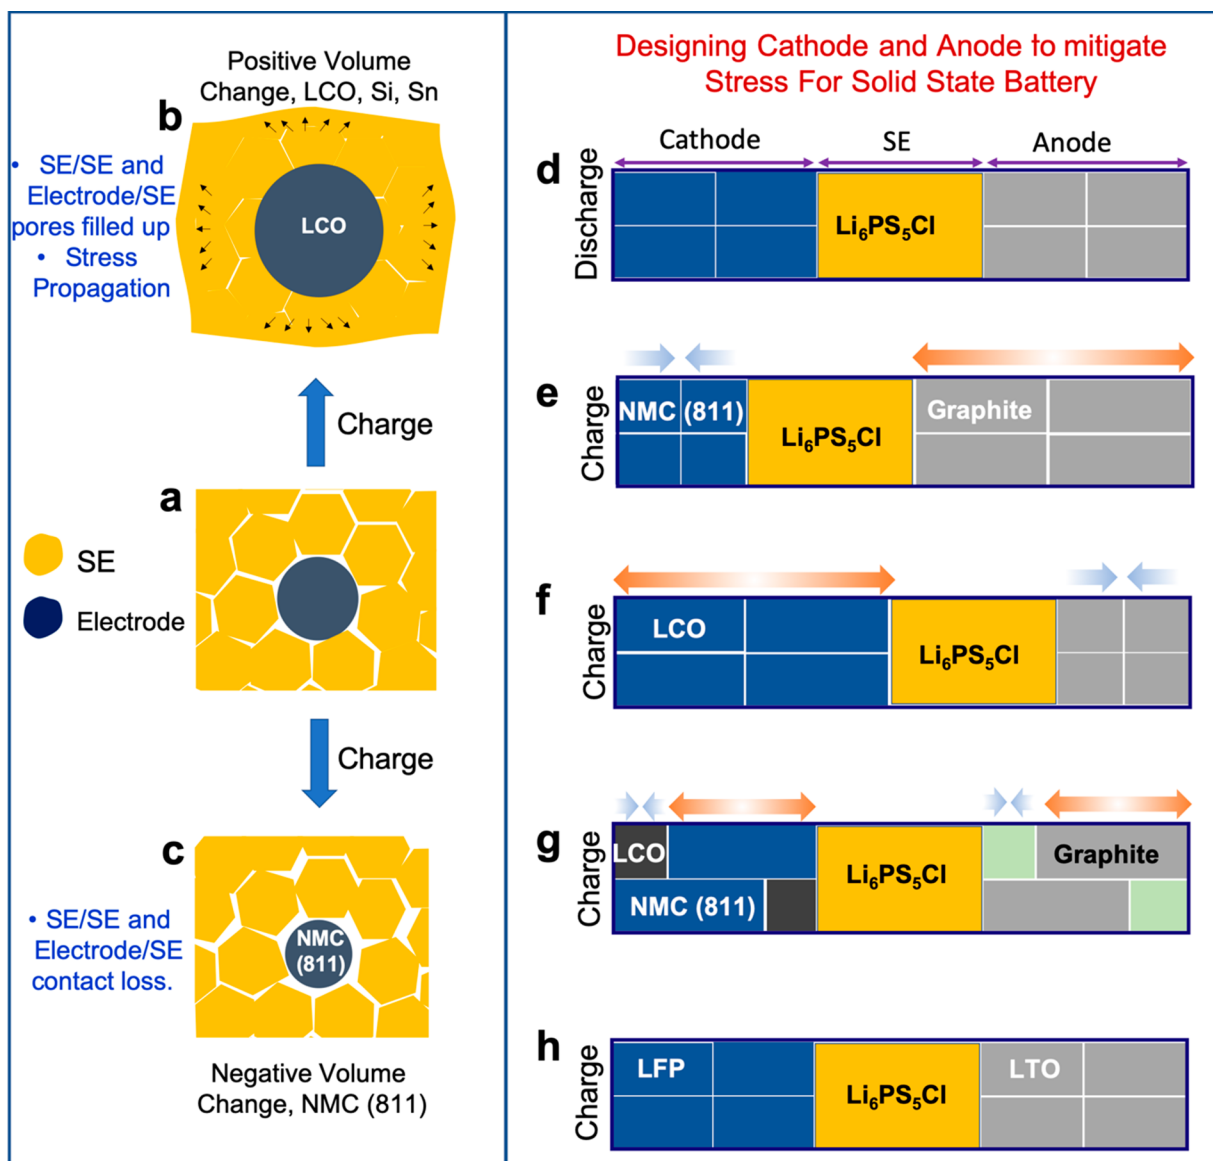 Positive Volume
Change, LCO, Si, Sn
b
• SE/SE and
Electrode/SE
pores filled up
• Stress
Propagation
LCO
Charge
a
SE
Electrode
Charge
c
• SE/SE and
Electrode/SE
contact loss.
NMC
(811)
Negative Volume
Change, NMC (811)
Designing Cathode and Anode to mitigate
Stress For Solid State Battery
Cathode SE Anode
d
Discharge
Li₆PS₅Cl
e
Charge
NMC (811)
Li₆PS₅Cl
Graphite
f
Charge
LCO
Li₆PS₅Cl
g
Charge
LCO
NMC (811)
Li₆PS₅Cl
Graphite
h
Charge
LFP
Li₆PS₅Cl
LTO